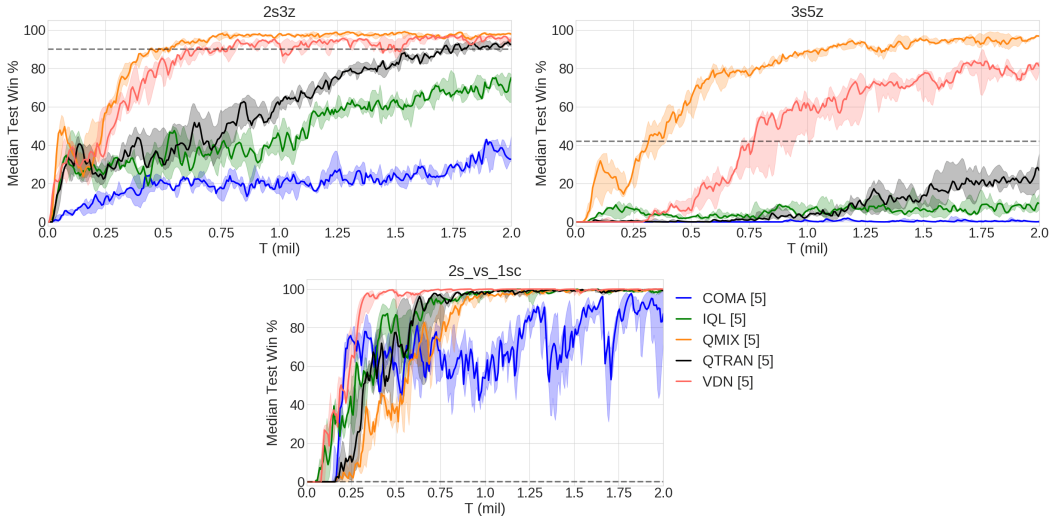 2s3z
Median Test Win %
100
80
60
40
20
0
0.0 0.25 0.5 0.75 1.0 1.25 1.5 1.75 2.0
T (mil)
3s5z
Median Test Win %
100
80
60
40
20
0
0.0 0.25 0.5 0.75 1.0 1.25 1.5 1.75 2.0
T (mil)
2s_vs_1sc
Median Test Win %
100
80
60
40
20
0
0.0 0.25 0.5 0.75 1.0 1.25 1.5 1.75 2.0
T (mil)
COMA [5]
IQL [5]
QMIX [5]
QTRAN [5]
VDN [5]